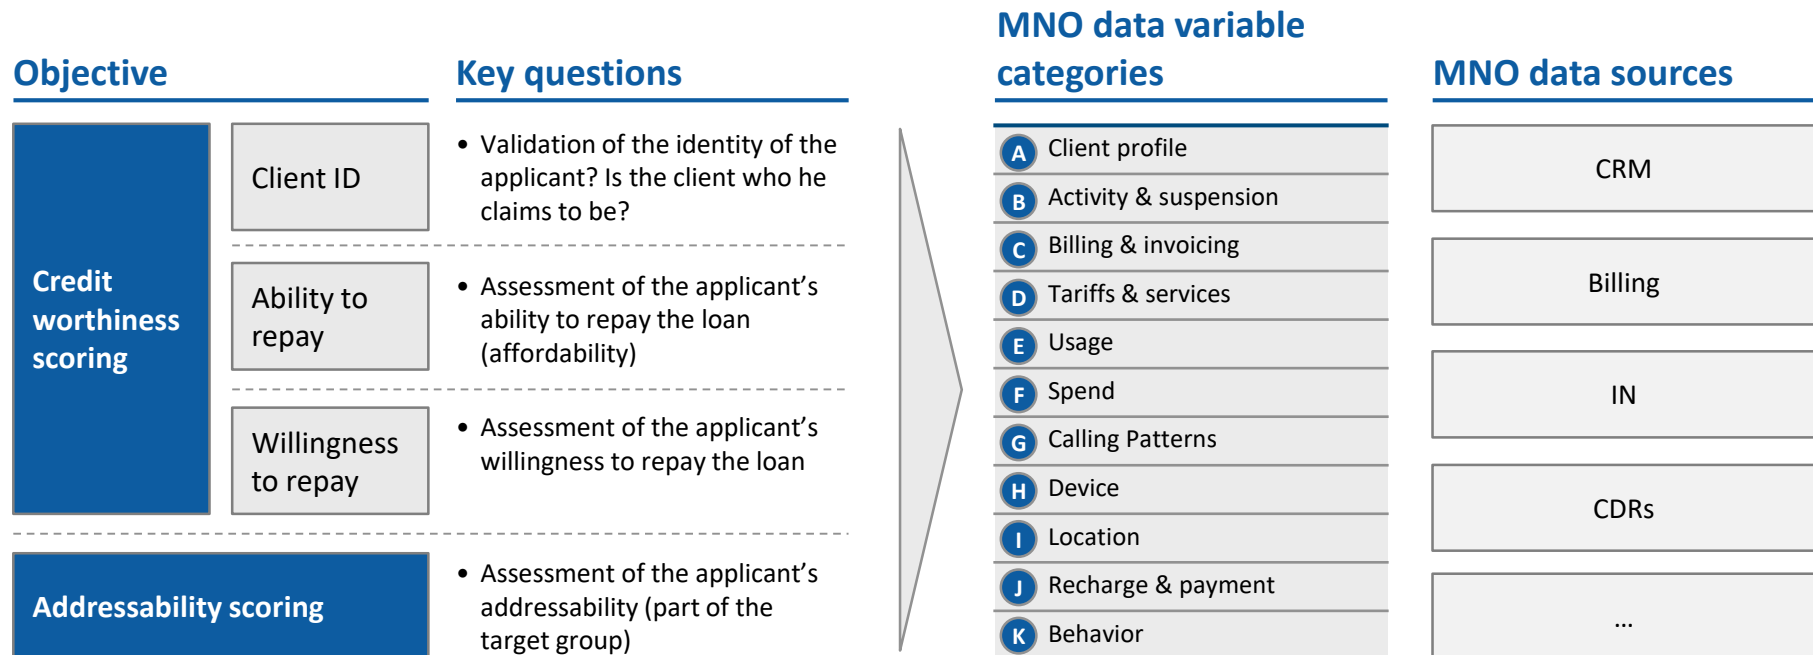 Objective
Key questions
MNO data variable
categories
MNO data sources
Credit
worthiness
scoring
Client ID
• Validation of the identity of the
applicant? Is the client who he
claims to be?
Ability to
repay
• Assessment of the applicant’s
ability to repay the loan
(affordability)
Willingness
to repay
• Assessment of the applicant’s
willingness to repay the loan
Addressability scoring
• Assessment of the applicant’s
addressability (part of the
target group)
A Client profile
B Activity & suspension
C Billing & invoicing
D Tariffs & services
E Usage
F Spend
G Calling Patterns
H Device
I Location
J Recharge & payment
K Behavior
CRM
Billing
IN
CDRs
...